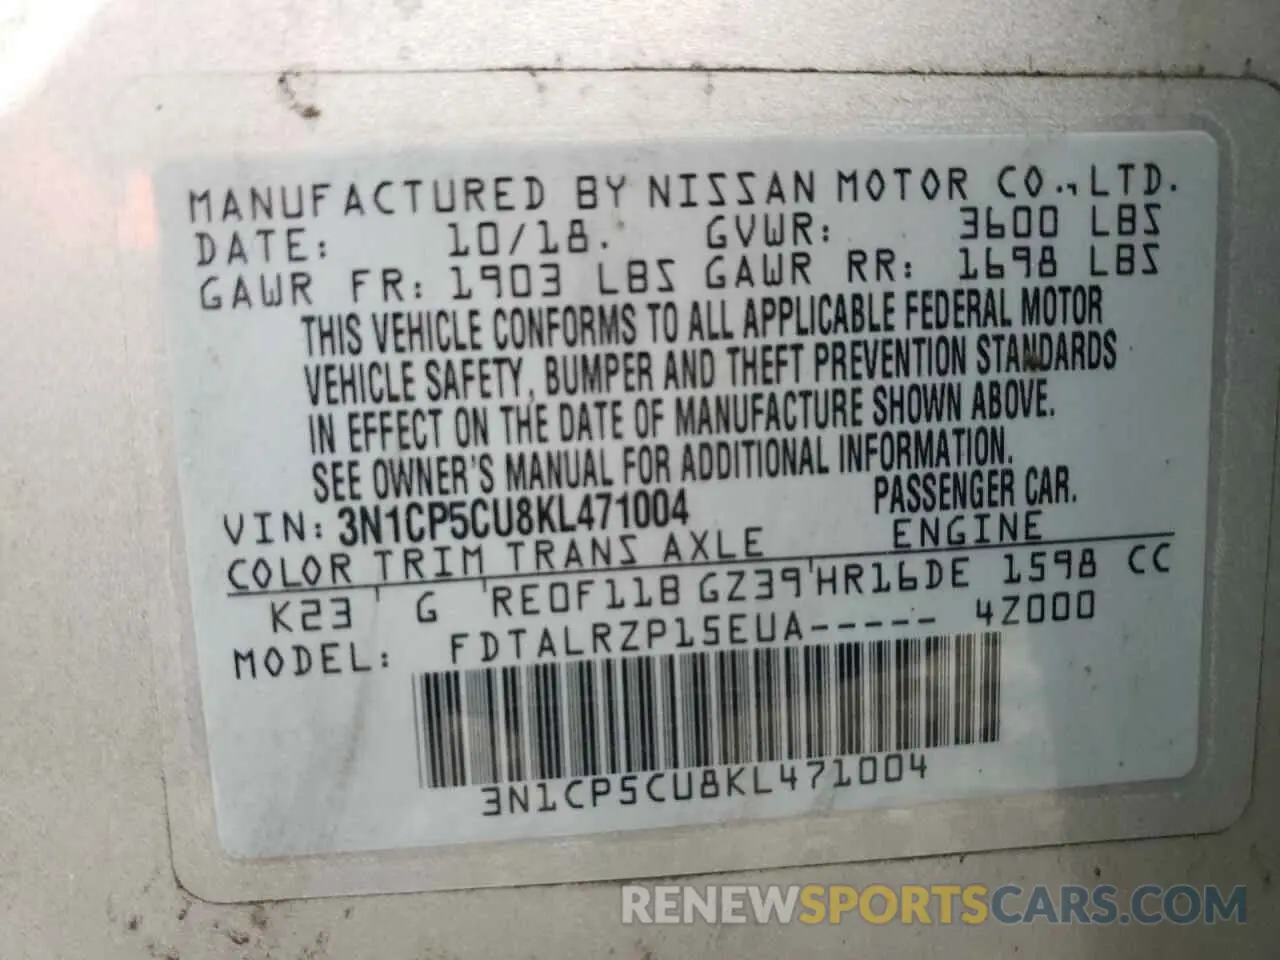 MANUFACTURED BY NISSAN MOTOR CO., LTD.
DATE: 10/18. GVWR: 3600 LBS
GAWR FR: 1903 LBS GAWR RR: 1698 LBS
THIS VEHICLE CONFORMS TO ALL APPLICABLE FEDERAL MOTOR
VEHICLE SAFETY, BUMPER AND THEFT PREVENTION STANDARDS
IN EFFECT ON THE DATE OF MANUFACTURE SHOWN ABOVE.
SEE OWNER'S MANUAL FOR ADDITIONAL INFORMATION.
VIN: 3N1CP5CU8KL471004 PASSENGER CAR.
COLOR TRIM TRANS AXLE ENGINE
K23 G RE0F11B GZ39 HR16DE 1598 CC
MODEL: FDTALRZP15EUA----- 4Z000
3N1CP5CU8KL471004
RENEWSPORTSCARS.COM